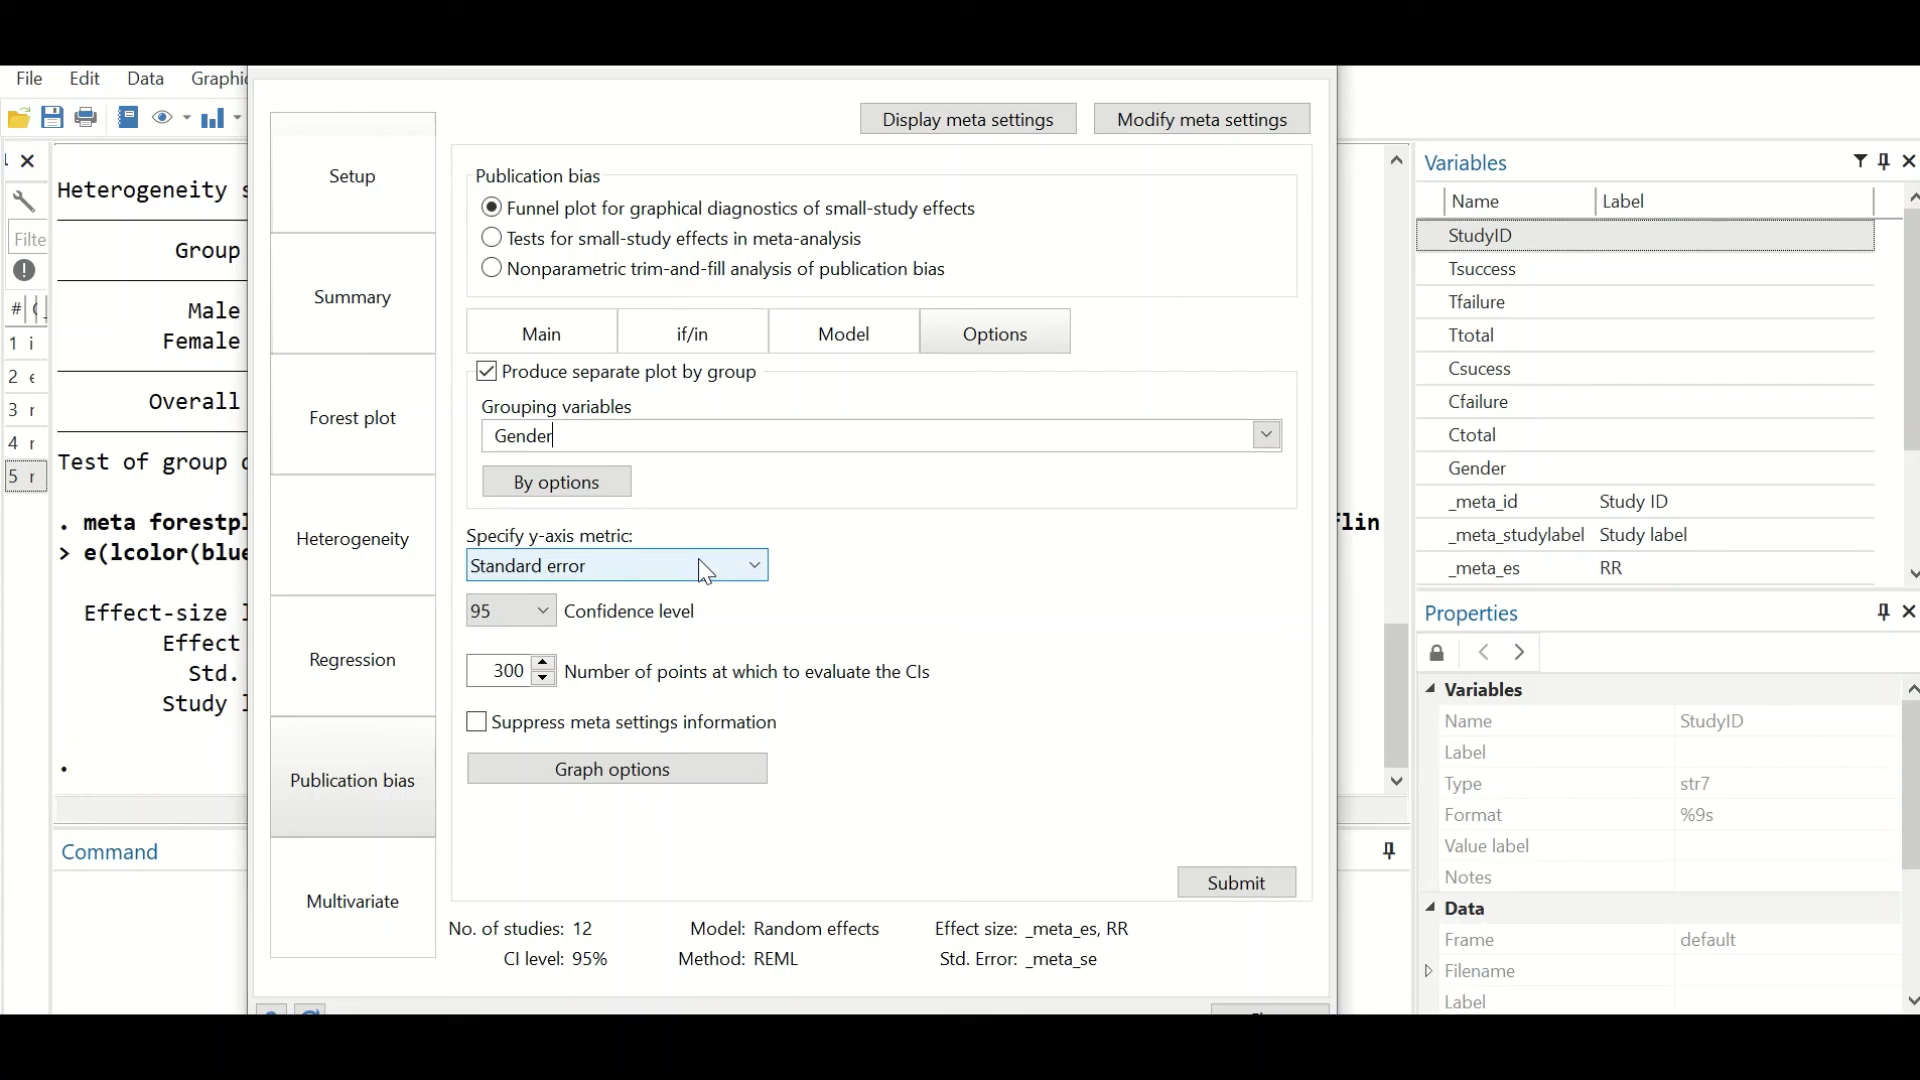 File Edit Data Graphic
Display meta settings Modify meta settings
Filte
#
1 i
2 e
3 r
4 r
5 r
Heterogeneity s
Group
Male
Female
Overall
Test of group d
. meta forestpl
> e(lcolor(blue
Effect-size l
Effect
Std.
Study l
.
flin
Command
Setup
Summary
Forest plot
Heterogeneity
Regression
Publication bias
Multivariate
Publication bias
Funnel plot for graphical diagnostics of small-study effects
Tests for small-study effects in meta-analysis
Nonparametric trim-and-fill analysis of publication bias
Main if/in Model Options
Produce separate plot by group
Grouping variables
Gender
By options
Specify y-axis metric:
Standard error
95 Confidence level
300 Number of points at which to evaluate the CIs
Suppress meta settings information
Graph options
Submit
No. of studies: 12 Model: Random effects Effect size: _meta_es, RR
CI level: 95% Method: REML Std. Error: _meta_se
Variables
Name Label
StudyID
Tsuccess
Tfailure
Ttotal
Csucess
Cfailure
Ctotal
Gender
_meta_id Study ID
_meta_studylabel Study label
_meta_es RR
Properties
Variables
Name StudyID
Label
Type str7
Format %9s
Value label
Notes
Data
Frame default
Filename
Label